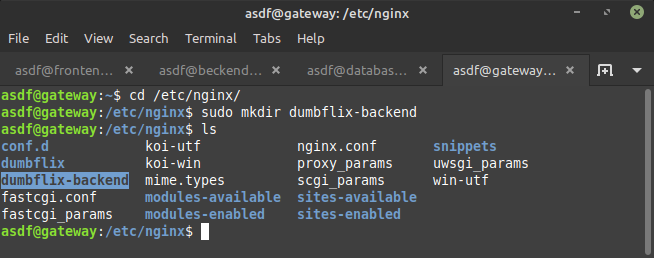 asdf@gateway: /etc/nginx
File Edit View Search Terminal Tabs Help
asdf@fronten... asdf@beckend... asdf@databas... asdf@gateway...
asdf@gateway:~$ cd /etc/nginx/
asdf@gateway:/etc/nginx$ sudo mkdir dumbflix-backend
asdf@gateway:/etc/nginx$ ls
conf.d koi-utf nginx.conf snippets
dumbflix koi-win proxy_params uwsgi_params
dumbflix-backend mime.types scgi_params win-utf
fastcgi.conf modules-available sites-available
fastcgi_params modules-enabled sites-enabled
asdf@gateway:/etc/nginx$